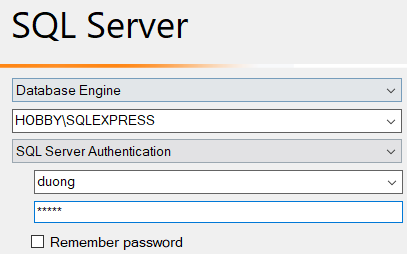 SQL Server
Database Engine
HOBBY\SQLEXPRESS
SQL Server Authentication
duong
*****
Remember password